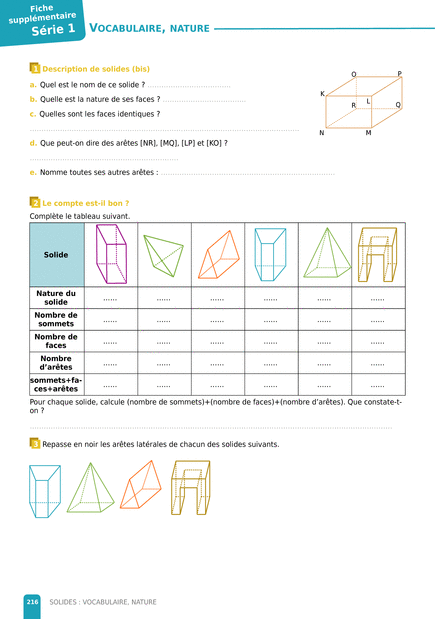 Fiche
supplémentaire
Série 1
VOCABULAIRE, NATURE
1 Description de solides (bis)
a. Quel est le nom de ce solide ? ......................................
b. Quelle est la nature de ses faces ? ......................................
c. Quelles sont les faces identiques ?
................................................................................
d. Que peut-on dire des arêtes [NR], [MQ], [LP] et [KO] ?
................................................................................
e. Nomme toutes ses autres arêtes : ................................................................................
O P
K L
R Q
N M
2 Le compte est-il bon ?
Complète le tableau suivant.
Solide
Nature du
solide ...... ...... ...... ...... ...... ......
Nombre de
sommets ...... ...... ...... ...... ...... ......
Nombre de
faces ...... ...... ...... ...... ...... ......
Nombre
d'arêtes ...... ...... ...... ...... ...... ......
sommets+fa-
ces+arêtes ...... ...... ...... ...... ...... ......
Pour chaque solide, calcule (nombre de sommets)+(nombre de faces)+(nombre d'arêtes). Que constate-t-
on ?
................................................................................
3 Repasse en noir les arêtes latérales de chacun des solides suivants.
216 SOLIDES : VOCABULAIRE, NATURE